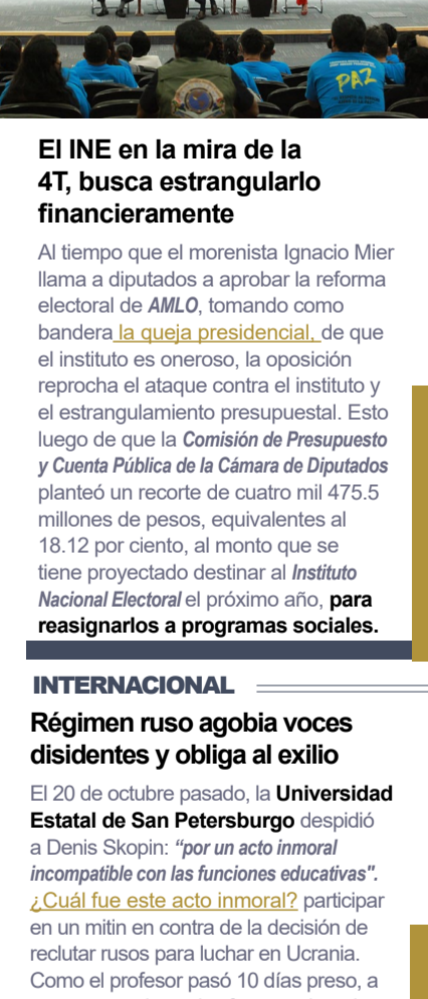 PAZ
El INE en la mira de la
4T, busca estrangularlo
financieramente
Al tiempo que el morenista Ignacio Mier
llama a diputados a aprobar la reforma
electoral de AMLO, tomando como
bandera la queja presidencial, de que
el instituto es oneroso, la oposición
reprocha el ataque contra el instituto y
el estrangulamiento presupuestal. Esto
luego de que la Comisión de Presupuesto
y Cuenta Pública de la Cámara de Diputados
planteó un recorte de cuatro mil 475.5
millones de pesos, equivalentes al
18.12 por ciento, al monto que se
tiene proyectado destinar al Instituto
Nacional Electoral el próximo año, para
reasignarlos a programas sociales.
INTERNACIONAL
Régimen ruso agobia voces
disidentes y obliga al exilio
El 20 de octubre pasado, la Universidad
Estatal de San Petersburgo despidió
a Denis Skopin: “por un acto inmoral
incompatible con las funciones educativas".
¿Cuál fue este acto inmoral? participar
en un mitin en contra de la decisión de
reclutar rusos para luchar en Ucrania.
Como el profesor pasó 10 días preso, a